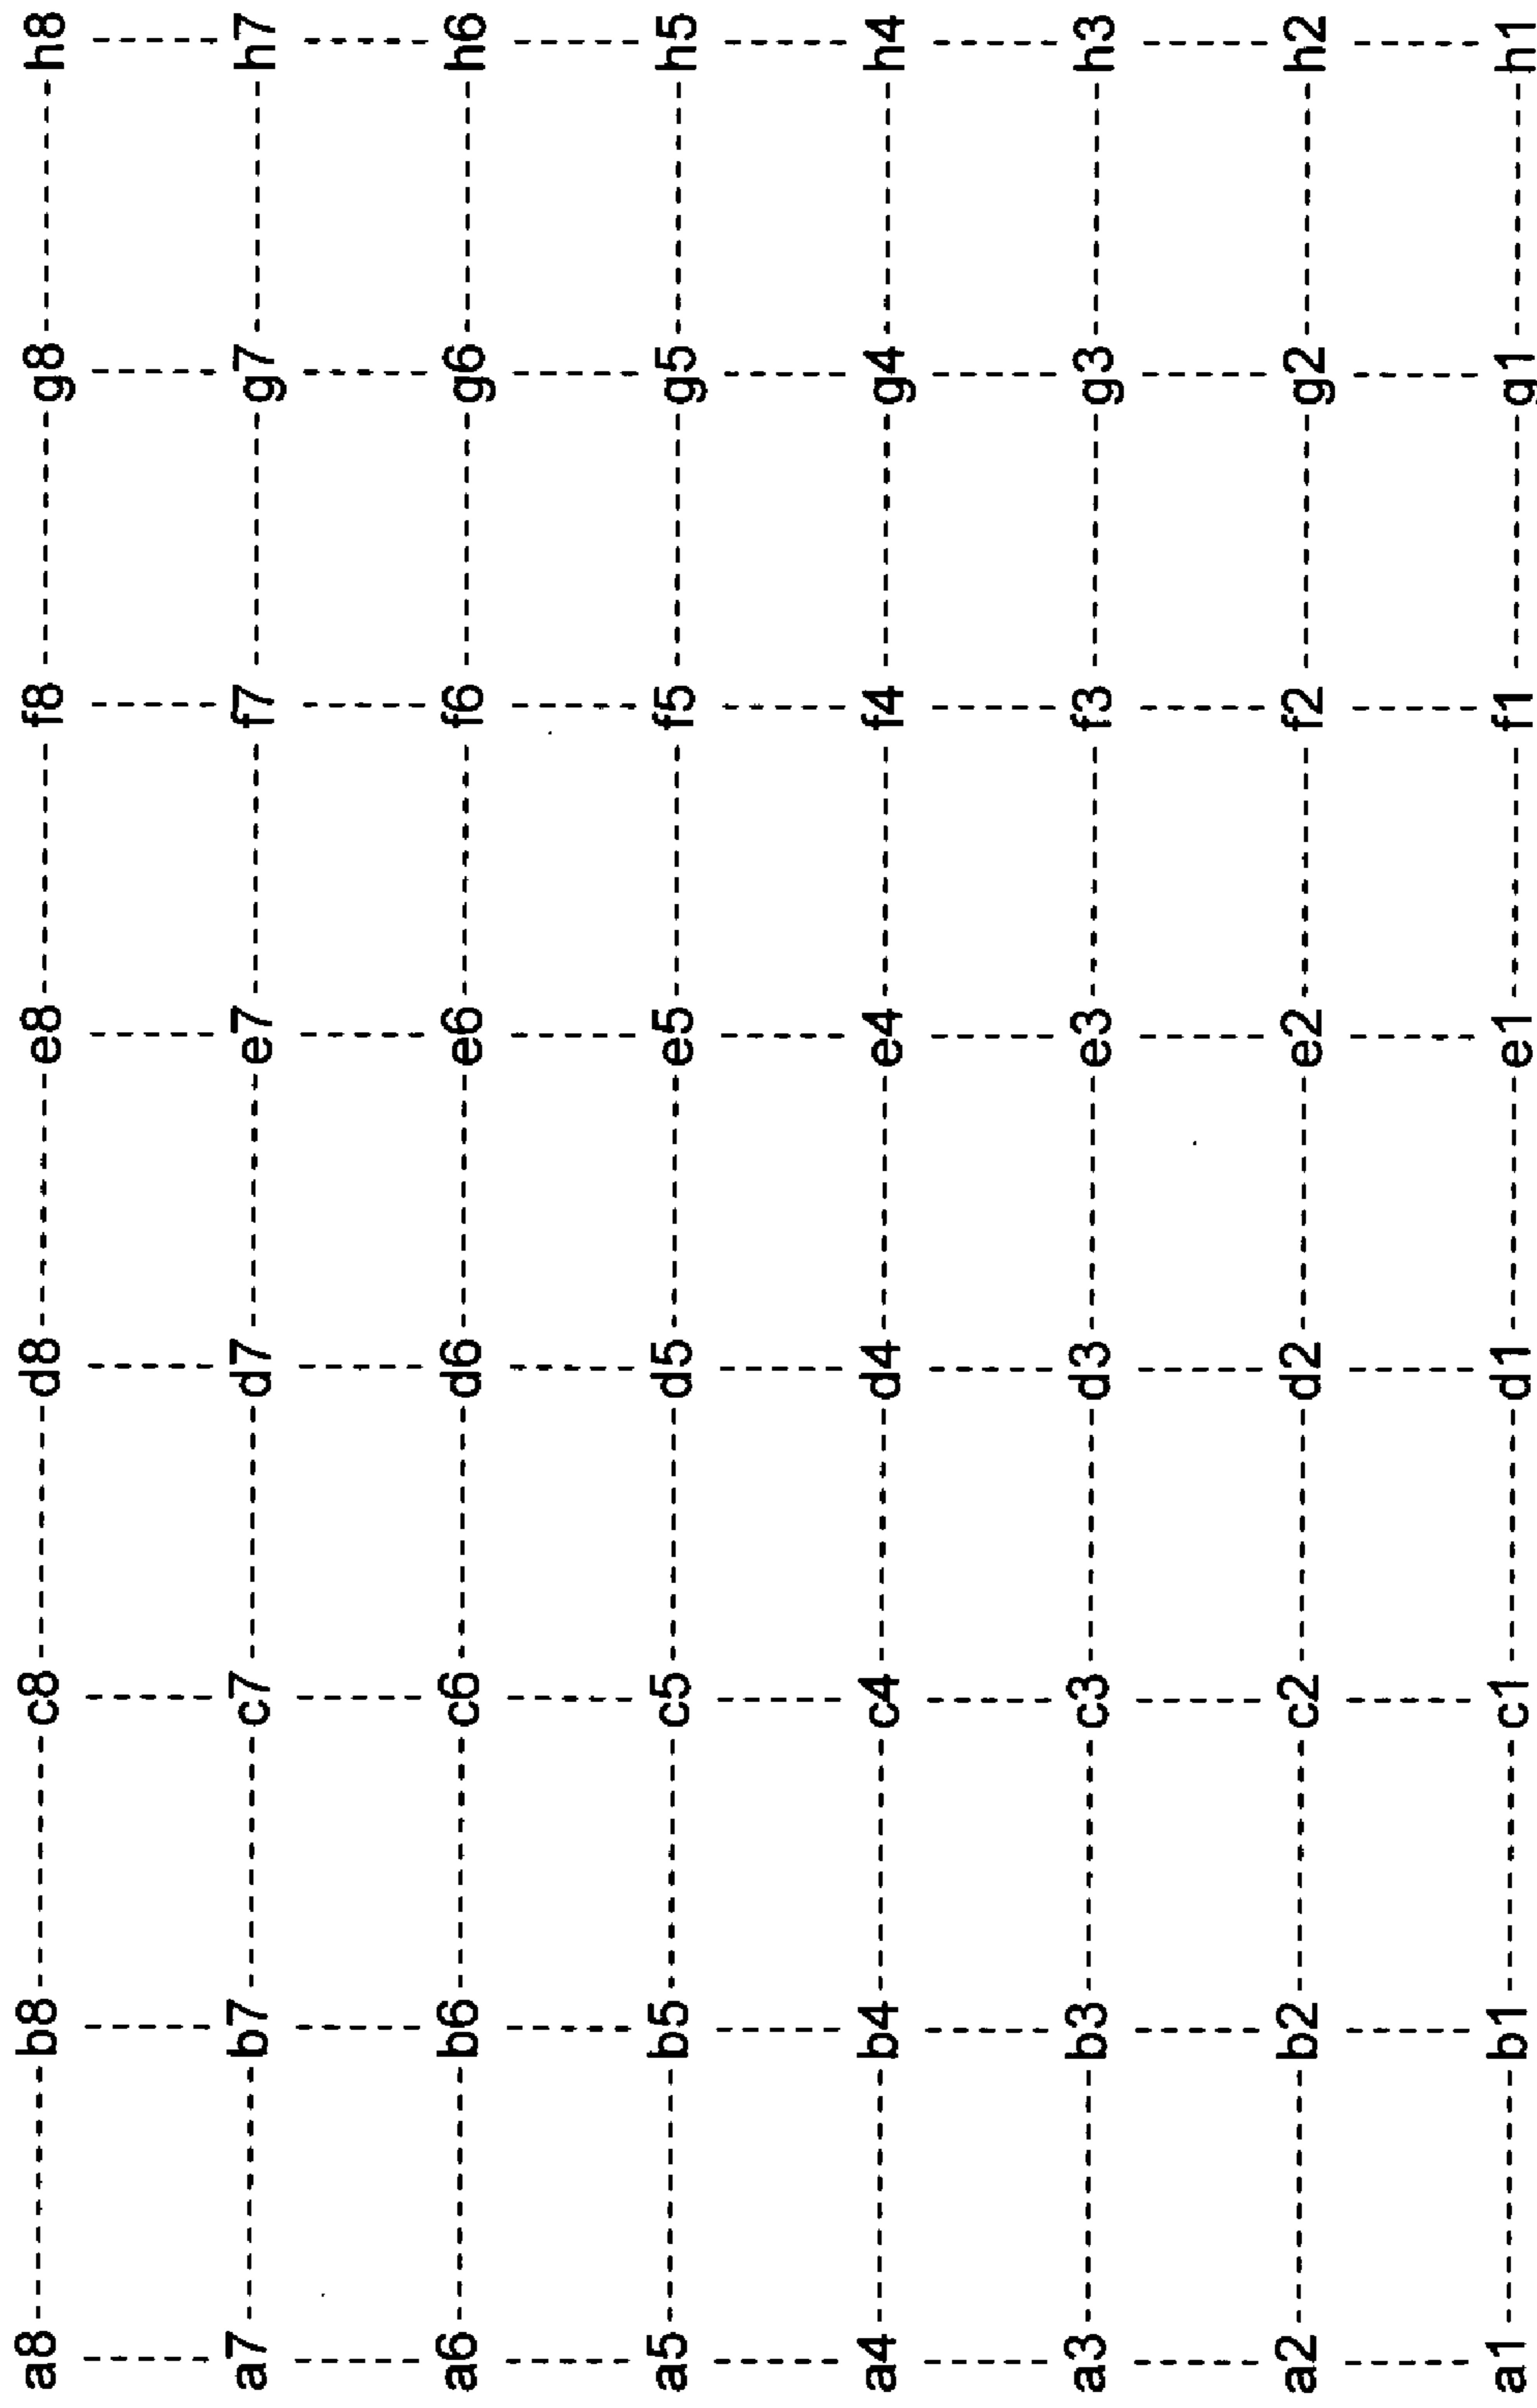 a8 b8 c8 d8 e8 f8 g8 h8
a7 b7 c7 d7 e7 f7 g7 h7
a6 b6 c6 d6 e6 f6 g6 h6
a5 b5 c5 d5 e5 f5 g5 h5
a4 b4 c4 d4 e4 f4 g4 h4
a3 b3 c3 d3 e3 f3 g3 h3
a2 b2 c2 d2 e2 f2 g2 h2
a1 b1 c1 d1 e1 f1 g1 h1